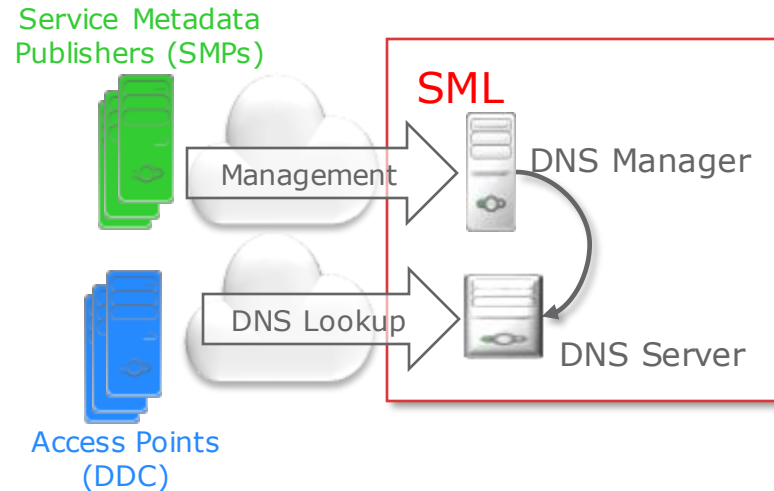 Service Metadata
Publishers (SMPs)
SML
Management
DNS Manager
DNS Lookup
DNS Server
Access Points
(DDC)